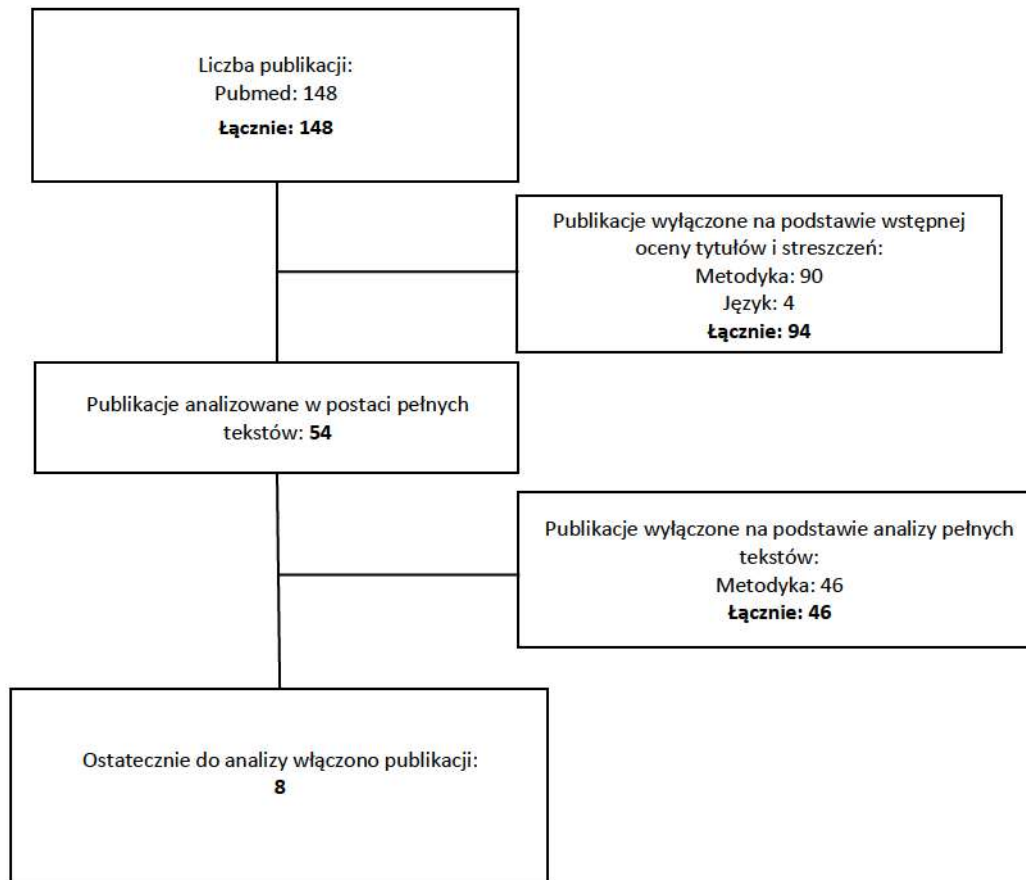 Liczba publikacji:
Pubmed: 148
Łącznie: 148
Publikacje wyłączone na podstawie wstępnej
oceny tytułów i streszczeń:
Metodyka: 90
Język: 4
Łącznie: 94
Publikacje analizowane w postaci pełnych
tekstów: 54
Publikacje wyłączone na podstawie analizy pełnych
tekstów:
Metodyka: 46
Łącznie: 46
Ostatecznie do analizy włączono publikacji:
8